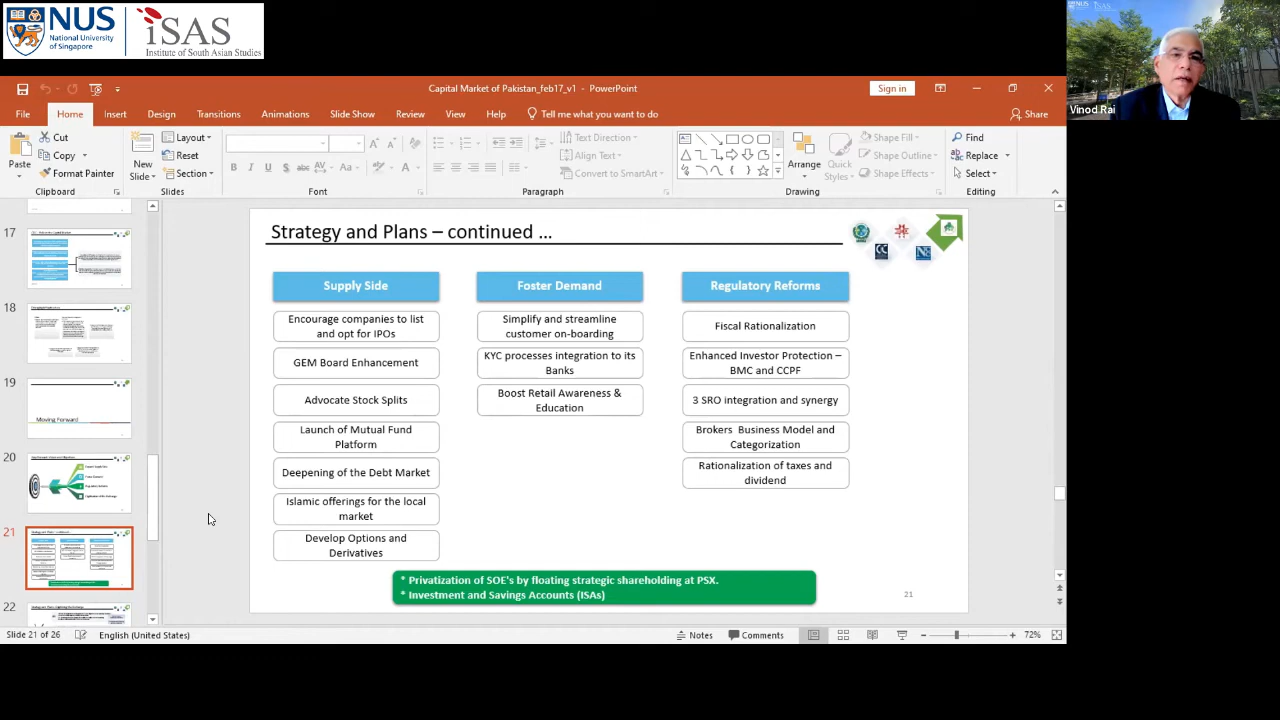 NUS
National University
of Singapore
iSAS
Institute of South Asian Studies
Vinod Rai
Capital Market of Pakistan_feb17_v1 - PowerPoint
Sign in
File
Home
Insert
Design
Transitions
Animations
Slide Show
Review
View
Help
Tell me what you want to do
Share
Paste
Cut
Copy
Format Painter
Clipboard
New
Slide
Layout
Reset
Section
Slides
Font
Text Direction
Align Text
Convert to SmartArt
Paragraph
Arrange
Quick
Styles
Shape Fill
Shape Outline
Shape Effects
Drawing
Find
Replace
Select
Editing
17
18
19
Moving Forward
20
21
22
Strategy and Plans – continued ...
Supply Side
Encourage companies to list
and opt for IPOs
GEM Board Enhancement
Advocate Stock Splits
Launch of Mutual Fund
Platform
Deepening of the Debt Market
Islamic offerings for the local
market
Develop Options and
Derivatives
Foster Demand
Simplify and streamline
customer on-boarding
KYC processes integration to its
Banks
Boost Retail Awareness &
Education
Regulatory Reforms
Fiscal Rationalization
Enhanced Investor Protection –
BMC and CCPF
3 SRO integration and synergy
Brokers Business Model and
Categorization
Rationalization of taxes and
dividend
* Privatization of SOE's by floating strategic shareholding at PSX.
* Investment and Savings Accounts (ISAs)
21
Slide 21 of 26
English (United States)
Notes
Comments
72%